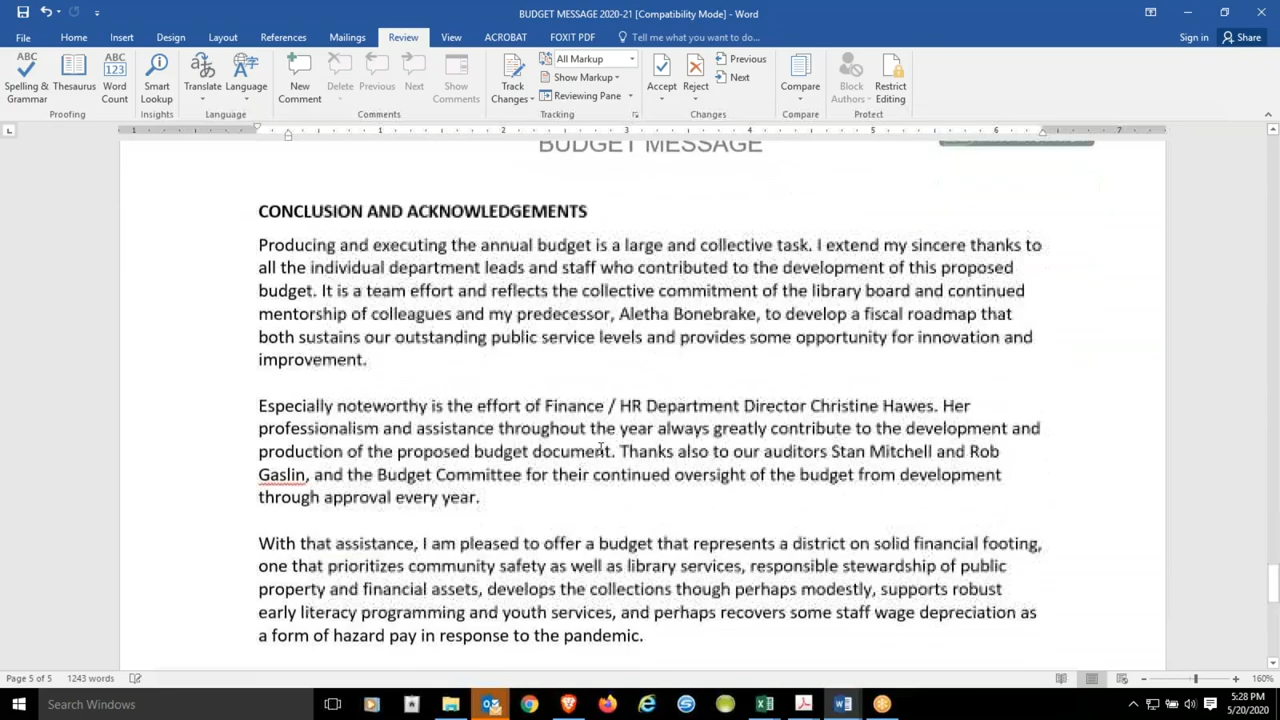 BUDGET MESSAGE 2020-21 [Compatibility Mode] - Word
File Home Insert Design Layout References Mailings Review View ACROBAT FOXIT PDF Tell me what you want to do... Sign in Share
ABC Spelling & Grammar
Thesaurus
ABC 123 Word Count
Smart Lookup
Translate
Language
New Comment
Delete
Previous
Next
Show Comments
Track Changes
All Markup
Show Markup
Reviewing Pane
Accept
Reject
Previous
Next
Compare
Block Authors
Restrict Editing
Proofing Insights Language Comments Tracking Changes Compare Protect
1 1 2 3 4 5 6 7
BUDGET MESSAGE
CONCLUSION AND ACKNOWLEDGEMENTS
Producing and executing the annual budget is a large and collective task. I extend my sincere thanks to
all the individual department leads and staff who contributed to the development of this proposed
budget. It is a team effort and reflects the collective commitment of the library board and continued
mentorship of colleagues and my predecessor, Aletha Bonebrake, to develop a fiscal roadmap that
both sustains our outstanding public service levels and provides some opportunity for innovation and
improvement.
Especially noteworthy is the effort of Finance / HR Department Director Christine Hawes. Her
professionalism and assistance throughout the year always greatly contribute to the development and
production of the proposed budget document. Thanks also to our auditors Stan Mitchell and Rob
Gaslin, and the Budget Committee for their continued oversight of the budget from development
through approval every year.
With that assistance, I am pleased to offer a budget that represents a district on solid financial footing,
one that prioritizes community safety as well as library services, responsible stewardship of public
property and financial assets, develops the collections though perhaps modestly, supports robust
early literacy programming and youth services, and perhaps recovers some staff wage depreciation as
a form of hazard pay in response to the pandemic.
Page 5 of 5 1243 words 160%
Search Windows
5:28 PM
5/20/2020